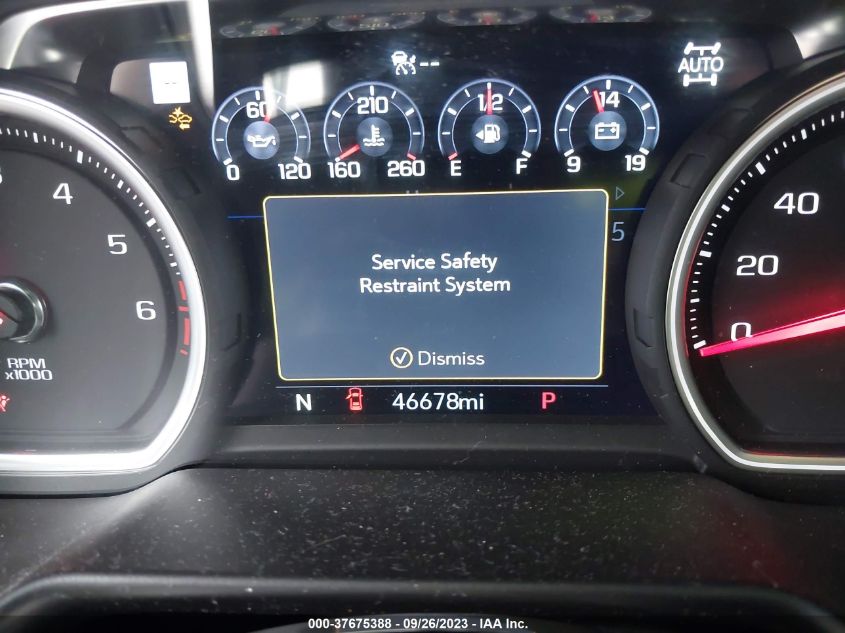 -- AUTO
60 210 1/2 14
0 120 160 260 E F 9 19
4
5
6
RPM
x1000
40
20
0
5
Service Safety
Restraint System
Dismiss
N 46678mi P
000-37675388 - 09/26/2023 - IAA Inc.